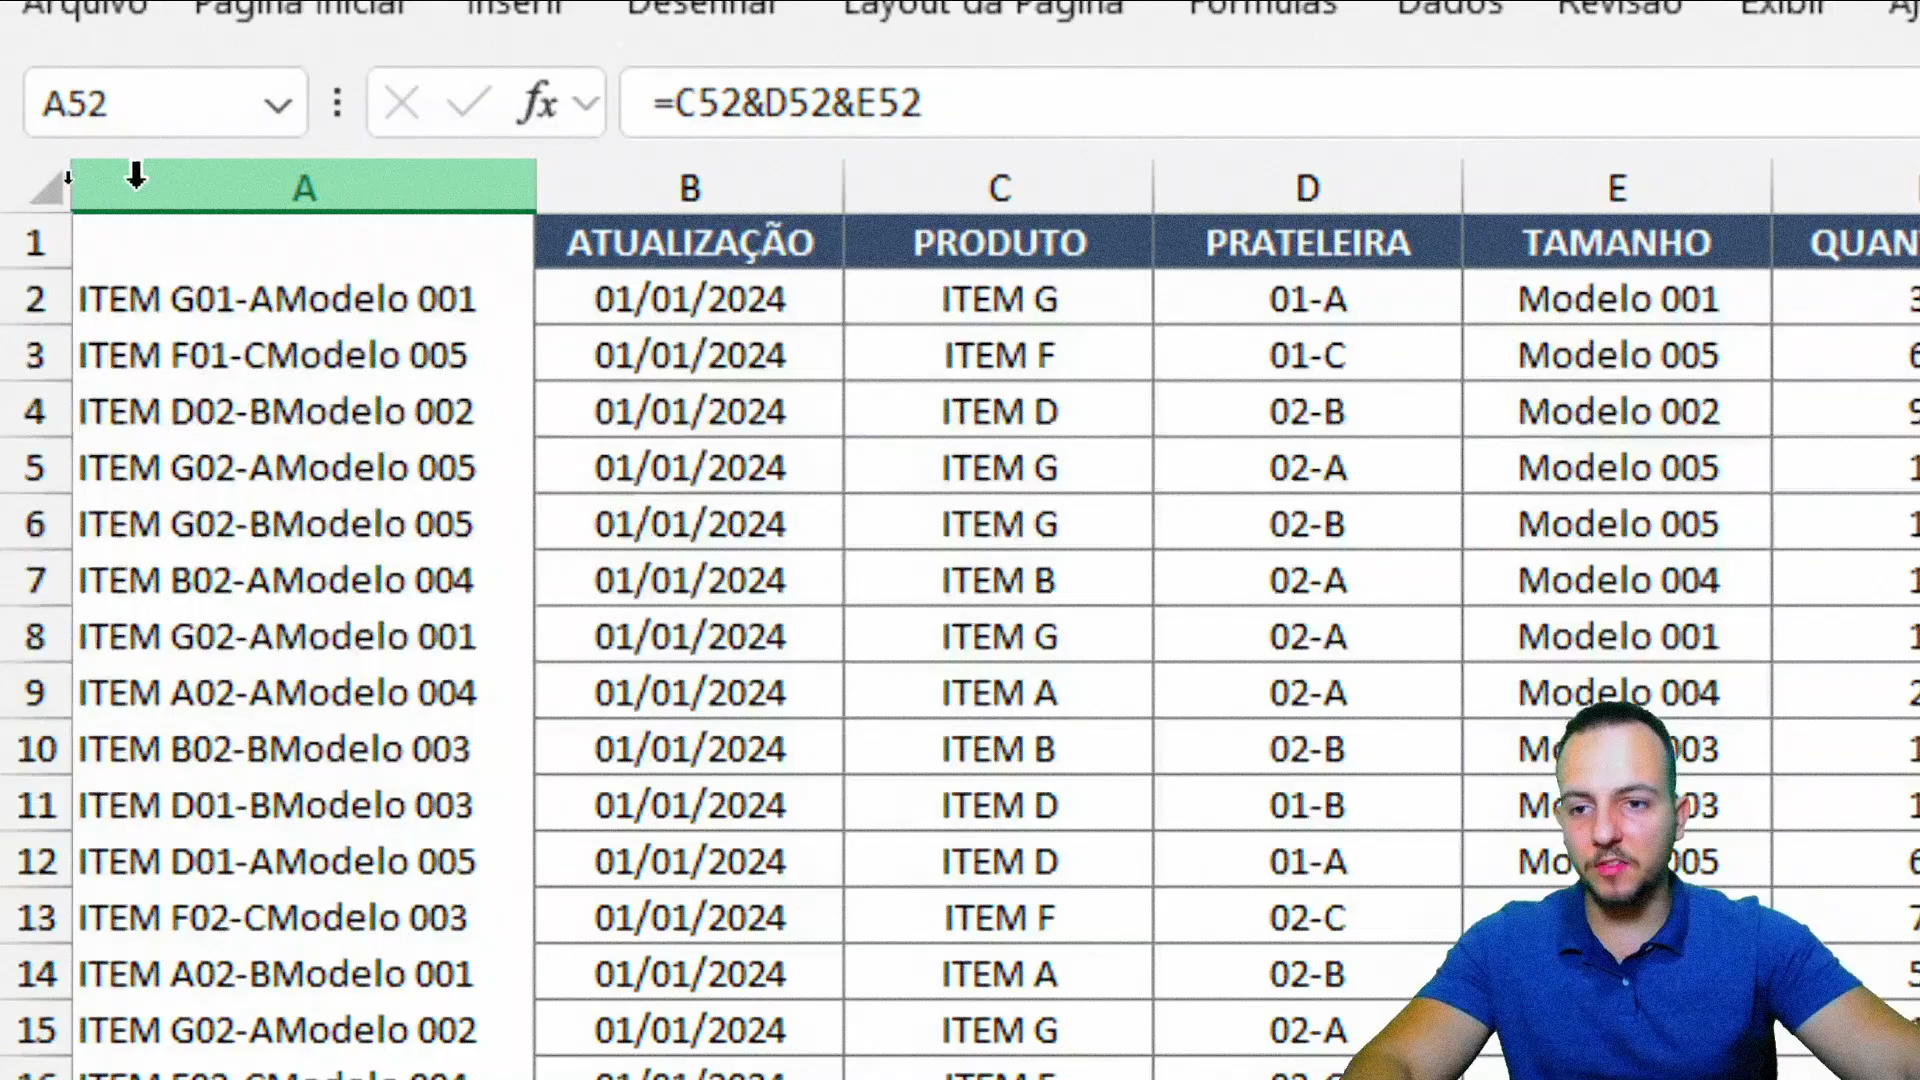 Arquivo Página Inicial Inserir Desenhar Layout da Página Fórmulas Dados Revisão Exibir
A52 fx =C52&D52&E52
A B C D E
1 ATUALIZAÇÃO PRODUTO PRATELEIRA TAMANHO QUAN
2 ITEM G01-AModelo 001 01/01/2024 ITEM G 01-A Modelo 001
3 ITEM F01-CModelo 005 01/01/2024 ITEM F 01-C Modelo 005
4 ITEM D02-BModelo 002 01/01/2024 ITEM D 02-B Modelo 002
5 ITEM G02-AModelo 005 01/01/2024 ITEM G 02-A Modelo 005
6 ITEM G02-BModelo 005 01/01/2024 ITEM G 02-B Modelo 005
7 ITEM B02-AModelo 004 01/01/2024 ITEM B 02-A Modelo 004
8 ITEM G02-AModelo 001 01/01/2024 ITEM G 02-A Modelo 001
9 ITEM A02-AModelo 004 01/01/2024 ITEM A 02-A Modelo 004
10 ITEM B02-BModelo 003 01/01/2024 ITEM B 02-B Mo 003
11 ITEM D01-BModelo 003 01/01/2024 ITEM D 01-B Mo 03
12 ITEM D01-AModelo 005 01/01/2024 ITEM D 01-A Mo 005
13 ITEM F02-CModelo 003 01/01/2024 ITEM F 02-C
14 ITEM A02-BModelo 001 01/01/2024 ITEM A 02-B
15 ITEM G02-AModelo 002 01/01/2024 ITEM G 02-A